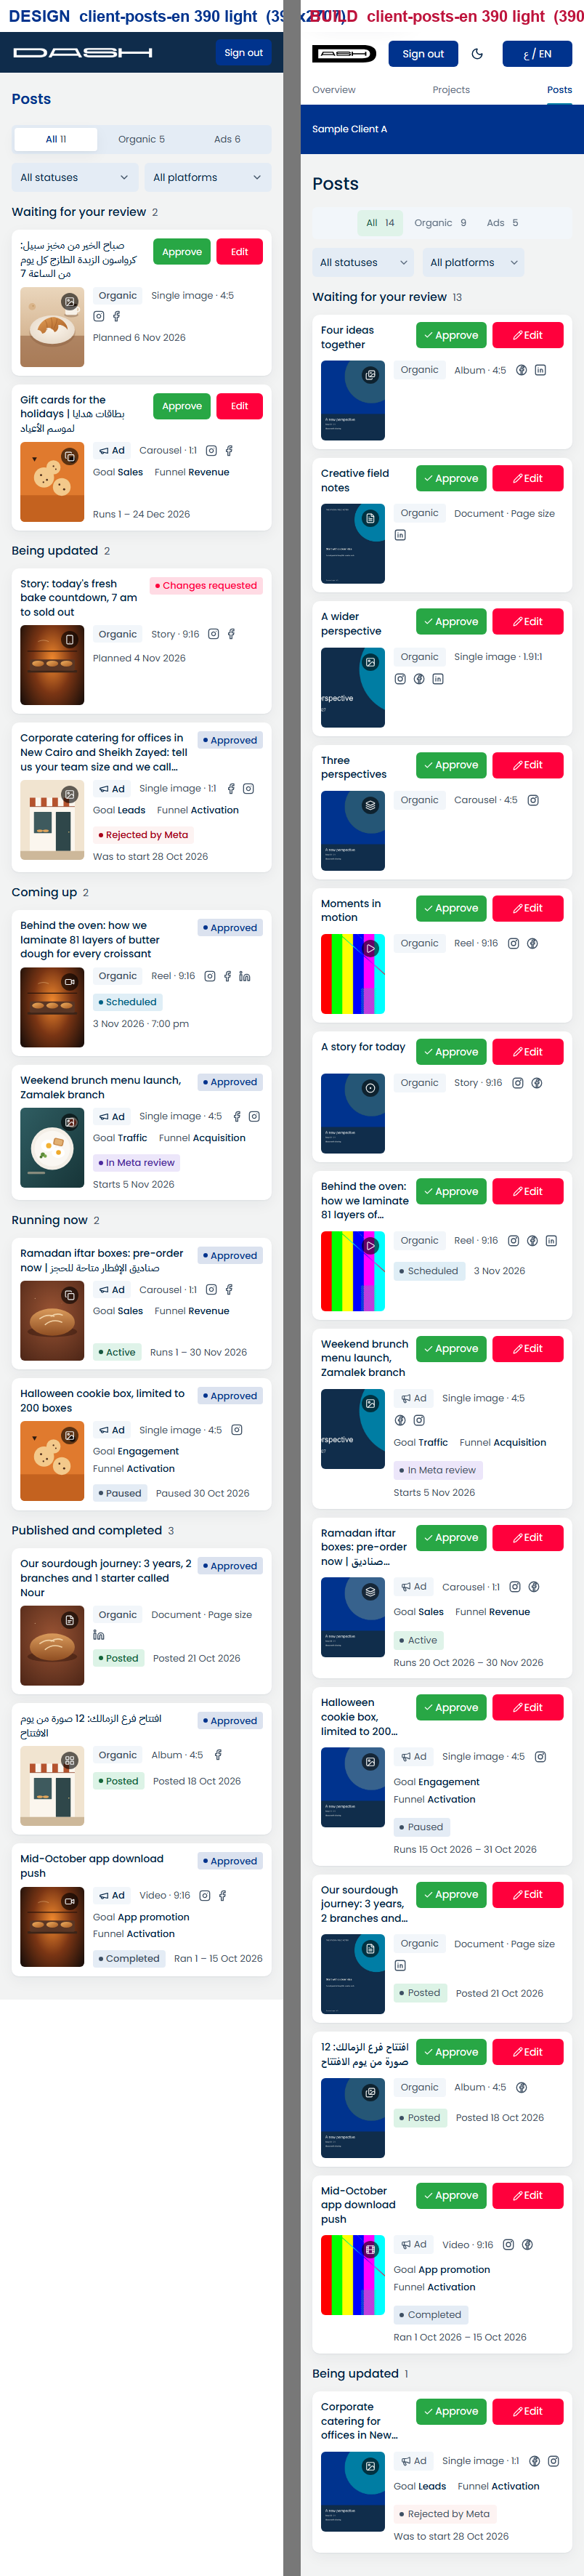 DESIGN client-posts-en 390 light
DASH
Sign out
Posts
All 11
Organic 5
Ads 6
All statuses
All platforms
Waiting for your review 2
صباح الخير من مخبز سبيل:
كرواسون الزبدة الطازج كل يوم
من الساعة 7
Approve
Edit
Organic
Single image · 4:5
Planned 6 Nov 2026
Gift cards for the
holidays | بطاقات هدايا
لموسم الأعياد
Approve
Edit
Ad
Carousel · 1:1
Goal Sales
Funnel Revenue
Runs 1 – 24 Dec 2026
Being updated 2
Story: today's fresh
bake countdown, 7 am
to sold out
Changes requested
Organic
Story · 9:16
Planned 4 Nov 2026
Corporate catering for offices in
New Cairo and Sheikh Zayed: tell
us your team size and we call...
Approved
Ad
Single image · 1:1
Goal Leads
Funnel Activation
Rejected by Meta
Was to start 28 Oct 2026
Coming up 2
Behind the oven: how we
laminate 81 layers of butter
dough for every croissant
Approved
Organic
Reel · 9:16
Scheduled
3 Nov 2026 · 7:00 pm
Weekend brunch menu launch,
Zamalek branch
Approved
Ad
Single image · 4:5
Goal Traffic
Funnel Acquisition
In Meta review
Starts 5 Nov 2026
Running now 2
Ramadan iftar boxes: pre-order
now | صناديق الإفطار متاحة للحجز
Approved
Ad
Carousel · 1:1
Goal Sales
Funnel Revenue
Active
Runs 1 – 30 Nov 2026
Halloween cookie box, limited to
200 boxes
Approved
Ad
Single image · 4:5
Goal Engagement
Funnel Activation
Paused
Paused 30 Oct 2026
Published and completed 3
Our sourdough journey: 3 years, 2
branches and 1 starter called
Nour
Approved
Organic
Document · Page size
Posted
Posted 21 Oct 2026
افتتاح فرع الزمالك: 12 صورة من يوم
الافتتاح
Approved
Organic
Album · 4:5
Posted
Posted 18 Oct 2026
Mid-October app download
push
Approved
Ad
Video · 9:16
Goal App promotion
Funnel Activation
Completed
Ran 1 – 15 Oct 2026
BUILD client-posts-en 390 light
DASH
Sign out
ع / EN
Overview
Projects
Posts
Sample Client A
Posts
All 14
Organic 9
Ads 5
All statuses
All platforms
Waiting for your review 13
Four ideas
together
Approve
Edit
Organic
Album · 4:5
Creative field
notes
Approve
Edit
Organic
Document · Page size
A wider
perspective
Approve
Edit
rspective
Organic
Single image · 1.91:1
Three
perspectives
Approve
Edit
Organic
Carousel · 4:5
Moments in
motion
Approve
Edit
Organic
Reel · 9:16
A story for today
Approve
Edit
Organic
Story · 9:16
Behind the oven:
how we laminate
81 layers of...
Approve
Edit
Organic
Reel · 9:16
Scheduled
3 Nov 2026
Weekend brunch
menu launch,
Zamalek branch
Approve
Edit
rspective
Ad
Single image · 4:5
Goal Traffic
Funnel Acquisition
In Meta review
Starts 5 Nov 2026
Ramadan iftar
boxes: pre-order
now | صناديق...
Approve
Edit
Ad
Carousel · 1:1
Goal Sales
Funnel Revenue
Active
Runs 20 Oct 2026 – 30 Nov 2026
Halloween
cookie box,
limited to 200...
Approve
Edit
Ad
Single image · 4:5
Goal Engagement
Funnel Activation
Paused
Runs 15 Oct 2026 – 31 Oct 2026
Our sourdough
journey: 3 years,
2 branches and...
Approve
Edit
Organic
Document · Page size
Posted
Posted 21 Oct 2026
افتتاح فرع الزمالك: 12
صورة من يوم الافتتاح
Approve
Edit
Organic
Album · 4:5
Posted
Posted 18 Oct 2026
Mid-October
app download
push
Approve
Edit
Ad
Video · 9:16
Goal App promotion
Funnel Activation
Completed
Ran 1 Oct 2026 – 15 Oct 2026
Being updated 1
Corporate
catering for
offices in New...
Approve
Edit
Ad
Single image · 1:1
Goal Leads
Funnel Activation
Rejected by Meta
Was to start 28 Oct 2026